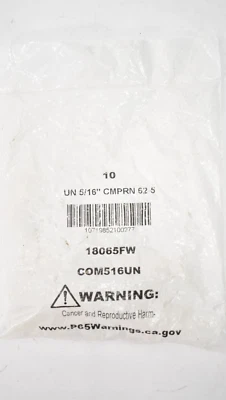 10
UN 5/16" CMPRN 62-5
18065FW
COM516UN
WARNING:
Cancer and Reproductive Harm-
www.P65Warnings.ca.gov